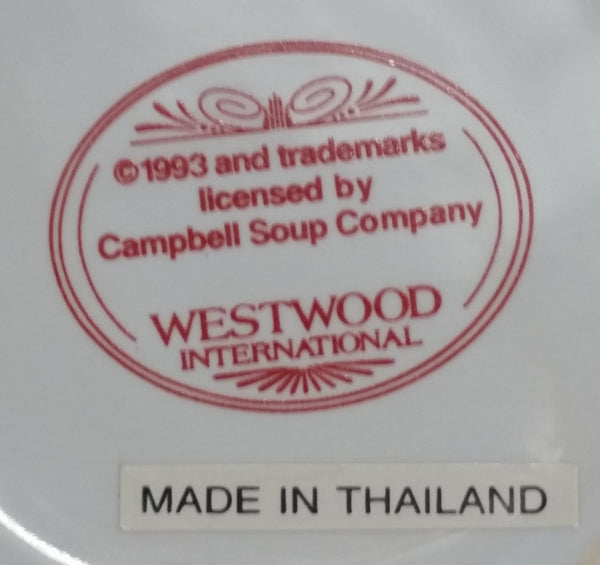 ©1993 and trademarks
licensed by
Campbell Soup Company
WESTWOOD
INTERNATIONAL
MADE IN THAILAND